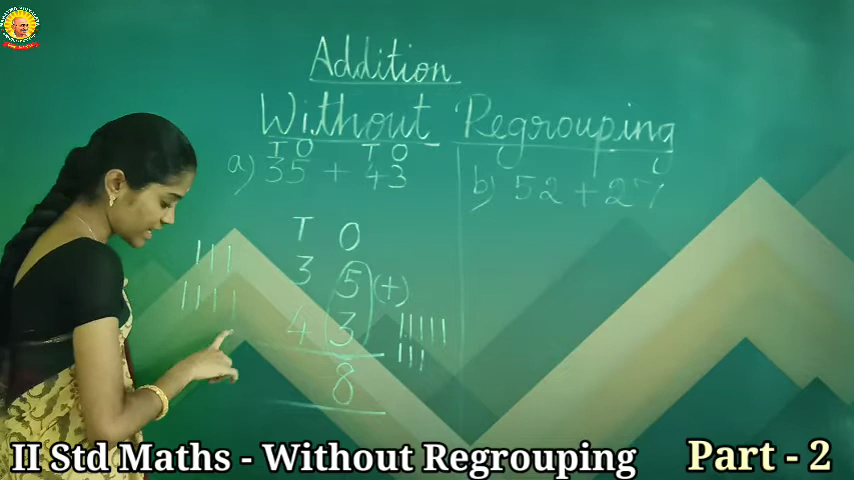 Addition
Without Regrouping
T O T O
a) 35 + 43
b) 52 + 27
T O
3 5 (+)
4 3
8
II Std Maths - Without Regrouping
Part - 2